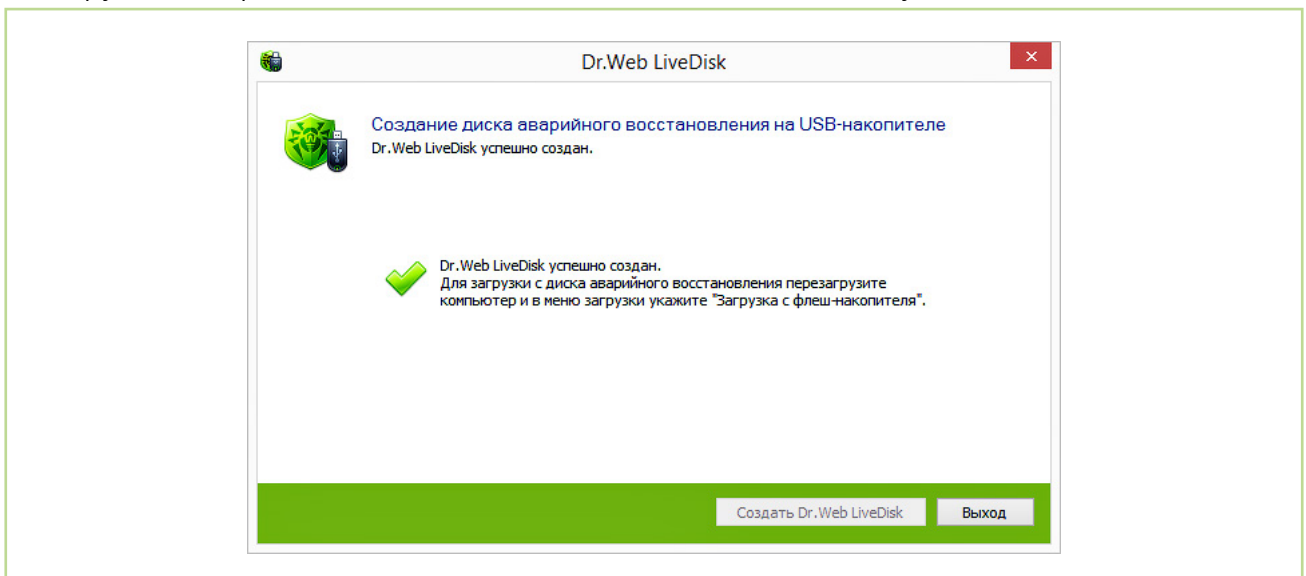 Dr.Web LiveDisk
Создание диска аварийного восстановления на USB-накопителе
Dr.Web LiveDisk успешно создан.
Dr.Web LiveDisk успешно создан.
Для загрузки с диска аварийного восстановления перезагрузите
компьютер и в меню загрузки укажите "Загрузка с флеш-накопителя".
Создать Dr.Web LiveDisk
Выход